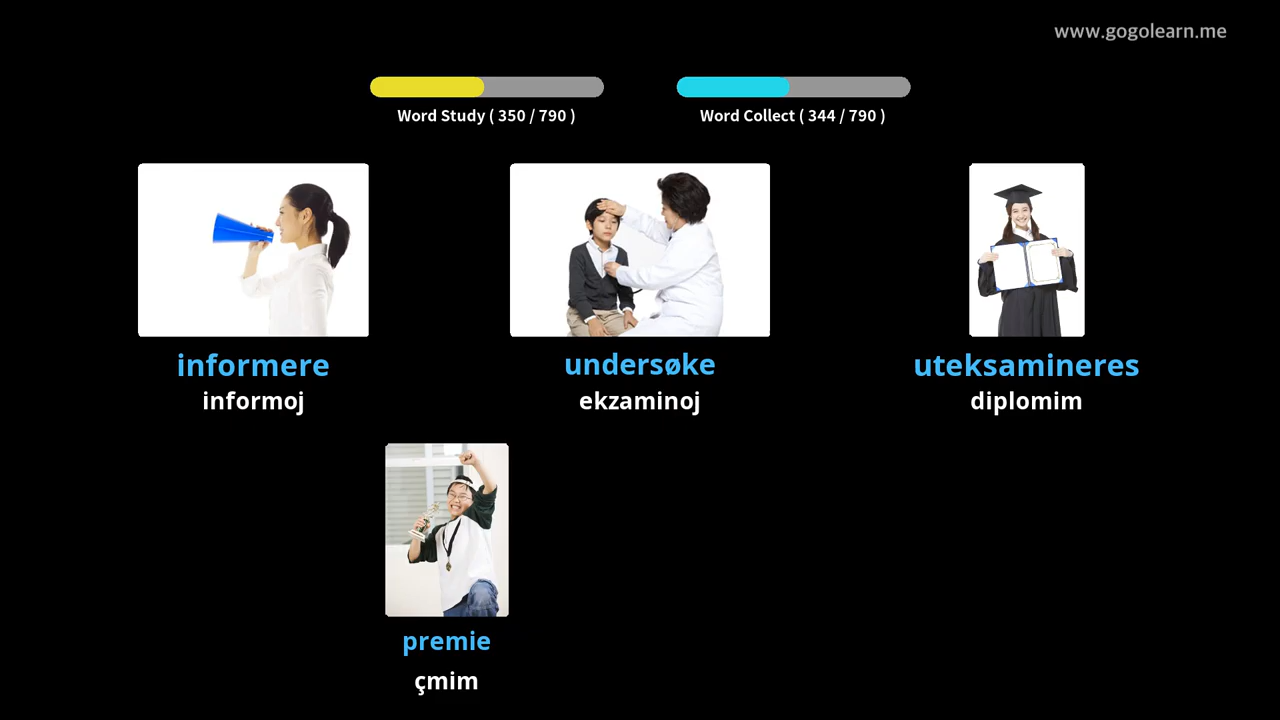 www.gogolearn.me
Word Study ( 350 / 790 )
Word Collect ( 344 / 790 )
informere
informoj
undersøke
ekzaminoj
uteksamineres
diplomim
premie
çmim